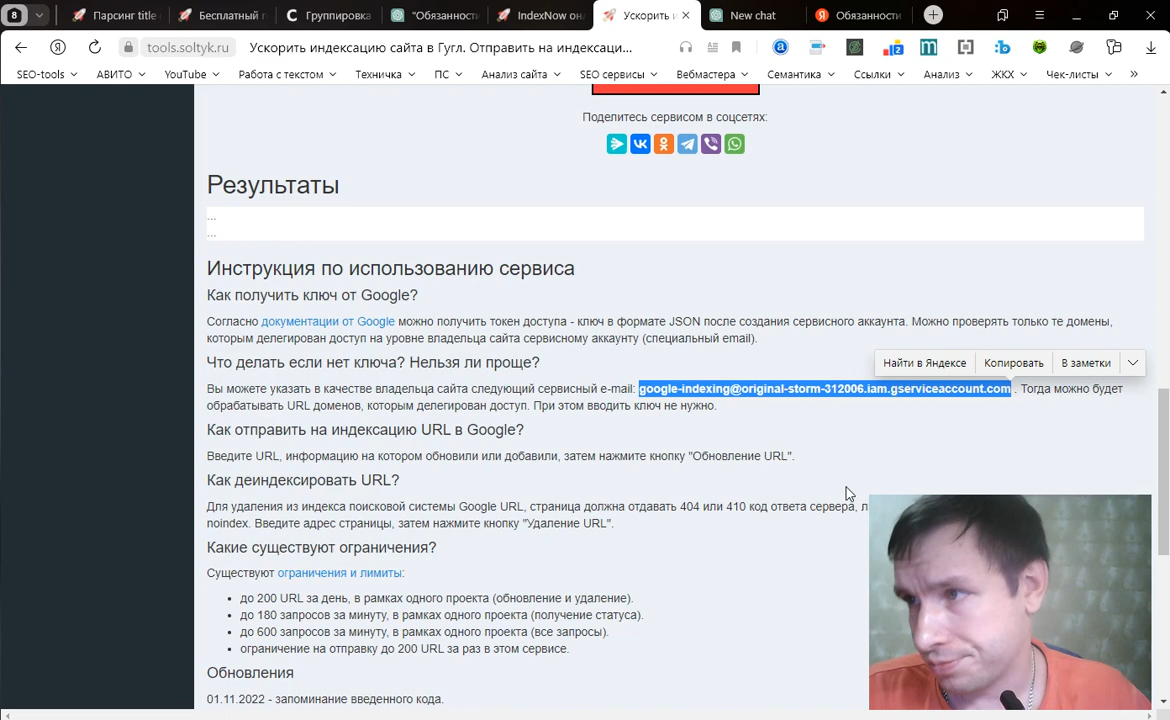 8
Парсинг title
Бесплатный г
Группировка
"Обязанность
IndexNow он
Ускорить и
New chat
Обязанности
tools.soltyk.ru
Ускорить индексацию сайта в Гугл. Отправить на индексаци...
SEO-tools
АВИТО
YouTube
Работа с текстом
Техничка
ПС
Анализ сайта
SEO сервисы
Вебмастера
Семантика
Ссылки
Анализ
ЖКХ
Чек-листы
»
Поделитесь сервисом в соцсетях:
Результаты
...
...
Инструкция по использованию сервиса
Как получить ключ от Google?
Согласно документации от Google можно получить токен доступа - ключ в формате JSON после создания сервисного аккаунта. Можно проверять только те домены,
которым делегирован доступ на уровне владельца сайта сервисному аккаунту (специальный email).
Что делать если нет ключа? Нельзя ли проще?
Найти в Яндексе
Копировать
В заметки
Вы можете указать в качестве владельца сайта следующий сервисный e-mail: google-indexing@original-storm-312006.iam.gserviceaccount.com . Тогда можно будет
обрабатывать URL доменов, которым делегирован доступ. При этом вводить ключ не нужно.
Как отправить на индексацию URL в Google?
Введите URL, информацию на котором обновили или добавили, затем нажмите кнопку "Обновление URL".
Как деиндексировать URL?
Для удаления из индекса поисковой системы Google URL, страница должна отдавать 404 или 410 код ответа сервера,
noindex. Введите адрес страницы, затем нажмите кнопку "Удаление URL".
Какие существуют ограничения?
Существуют ограничения и лимиты:
• до 200 URL за день, в рамках одного проекта (обновление и удаление).
• до 180 запросов за минуту, в рамках одного проекта (получение статуса).
• до 600 запросов за минуту, в рамках одного проекта (все запросы).
• ограничение на отправку до 200 URL за раз в этом сервисе.
Обновления
01.11.2022 - запоминание введенного кода.